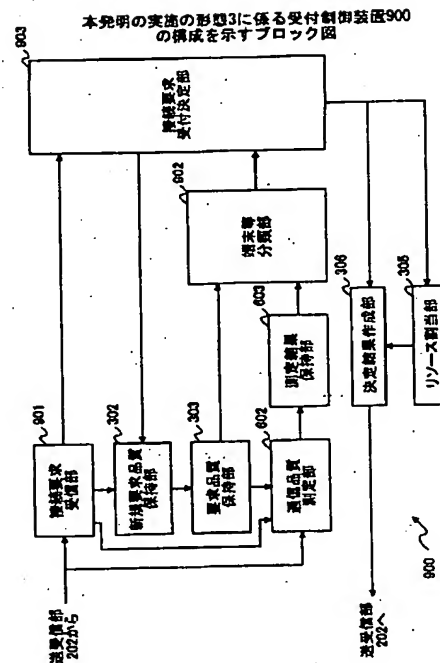 本発明の実施の形態3に係る受付制御装置900
の構成を示すブロック図
送受信部
202から
901
接続要求
受信部
302
新規要求品質
保持部
303
要求品質
保持部
602
通信品質
測定部
603
測定結果
保持部
902
端末等
分類部
903
接続要求
受付決定部
306
決定結果作成部
305
リソース割当部
送受信部
202へ
900